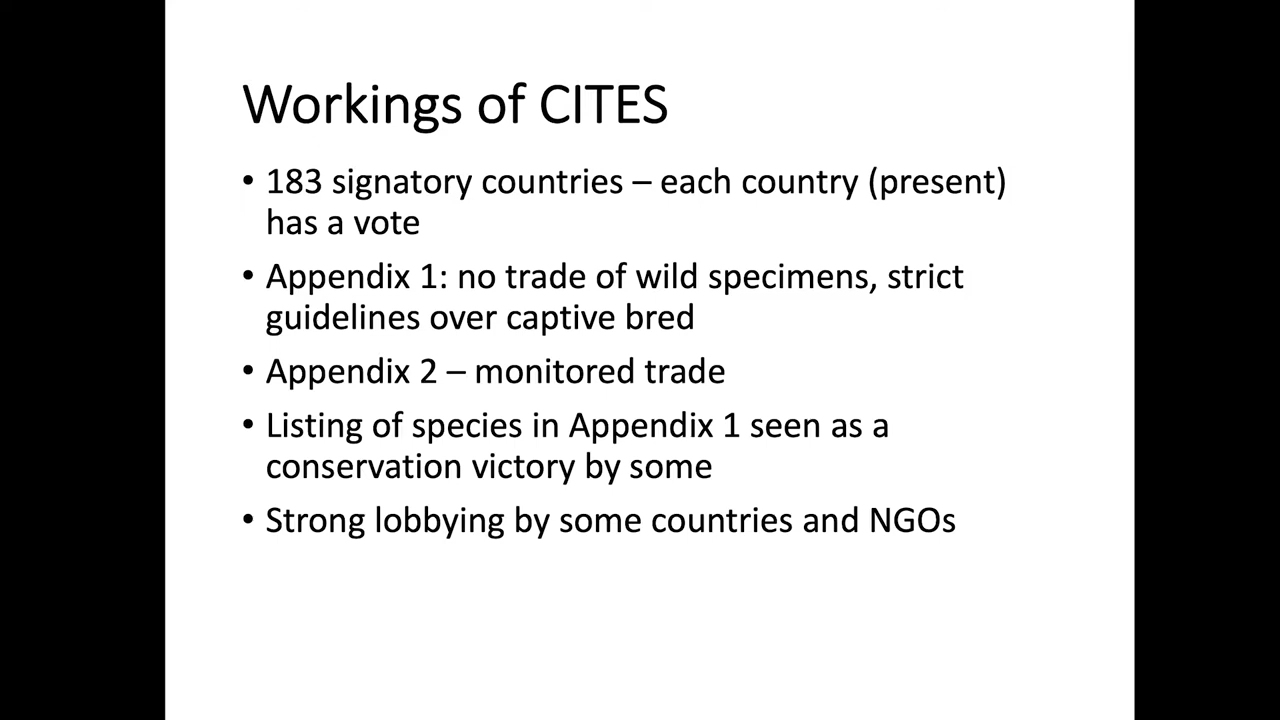 Workings of CITES
• 183 signatory countries – each country (present)
has a vote
• Appendix 1: no trade of wild specimens, strict
guidelines over captive bred
• Appendix 2 – monitored trade
• Listing of species in Appendix 1 seen as a
conservation victory by some
• Strong lobbying by some countries and NGOs